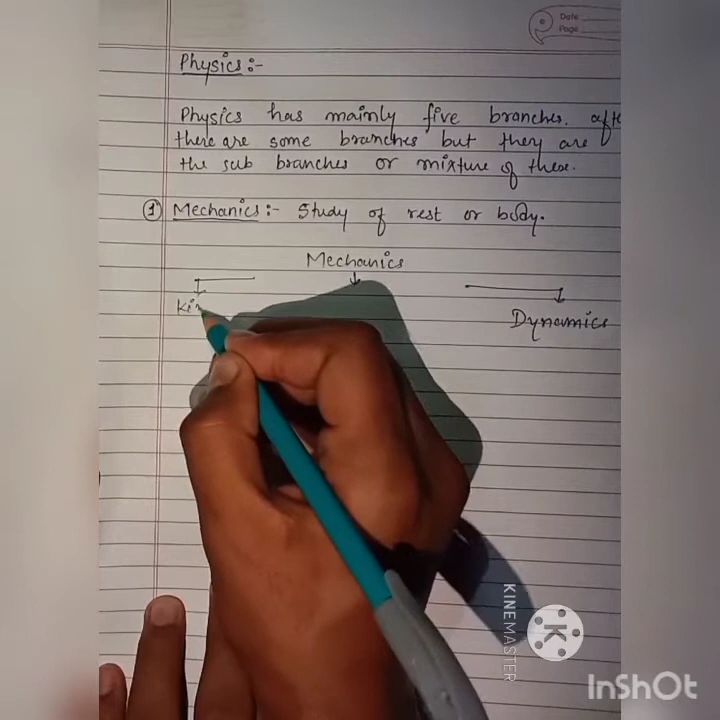 Date
Page
Physics :-
Physics has mainly five branches.
there are some branches but they are
the sub branches or mixture of these.
① Mechanics :- Study of rest or body.
Mechanics
Dynamics
KINEMASTER
InShOt